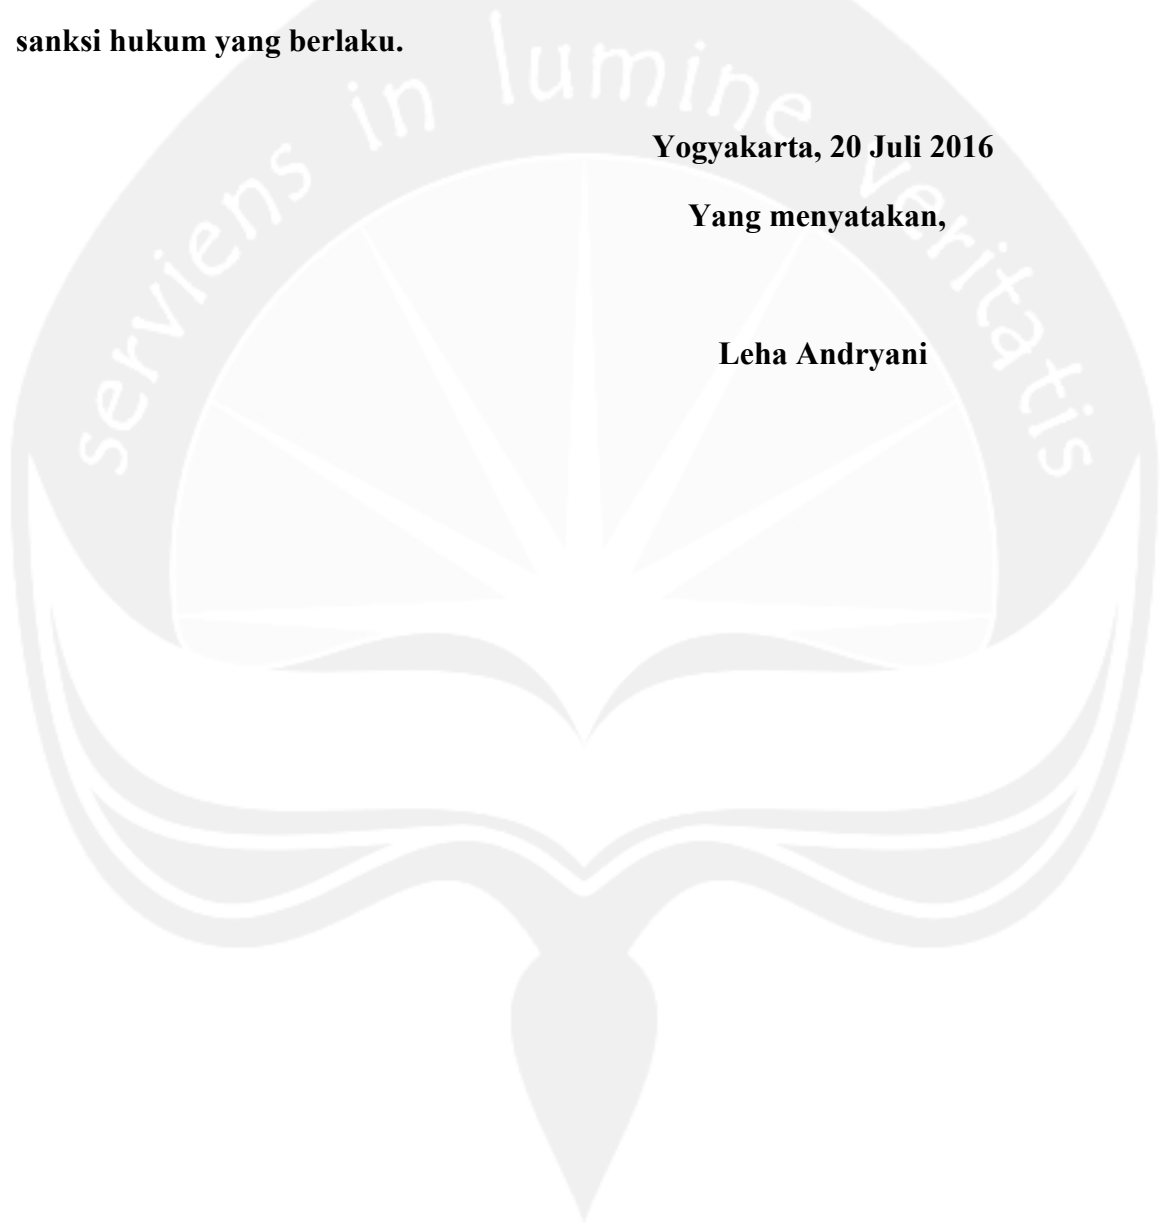 sanksi hukum yang berlaku.
serviens in lumine veritatis
Yogyakarta, 20 Juli 2016
Yang menyatakan,
Leha Andryani